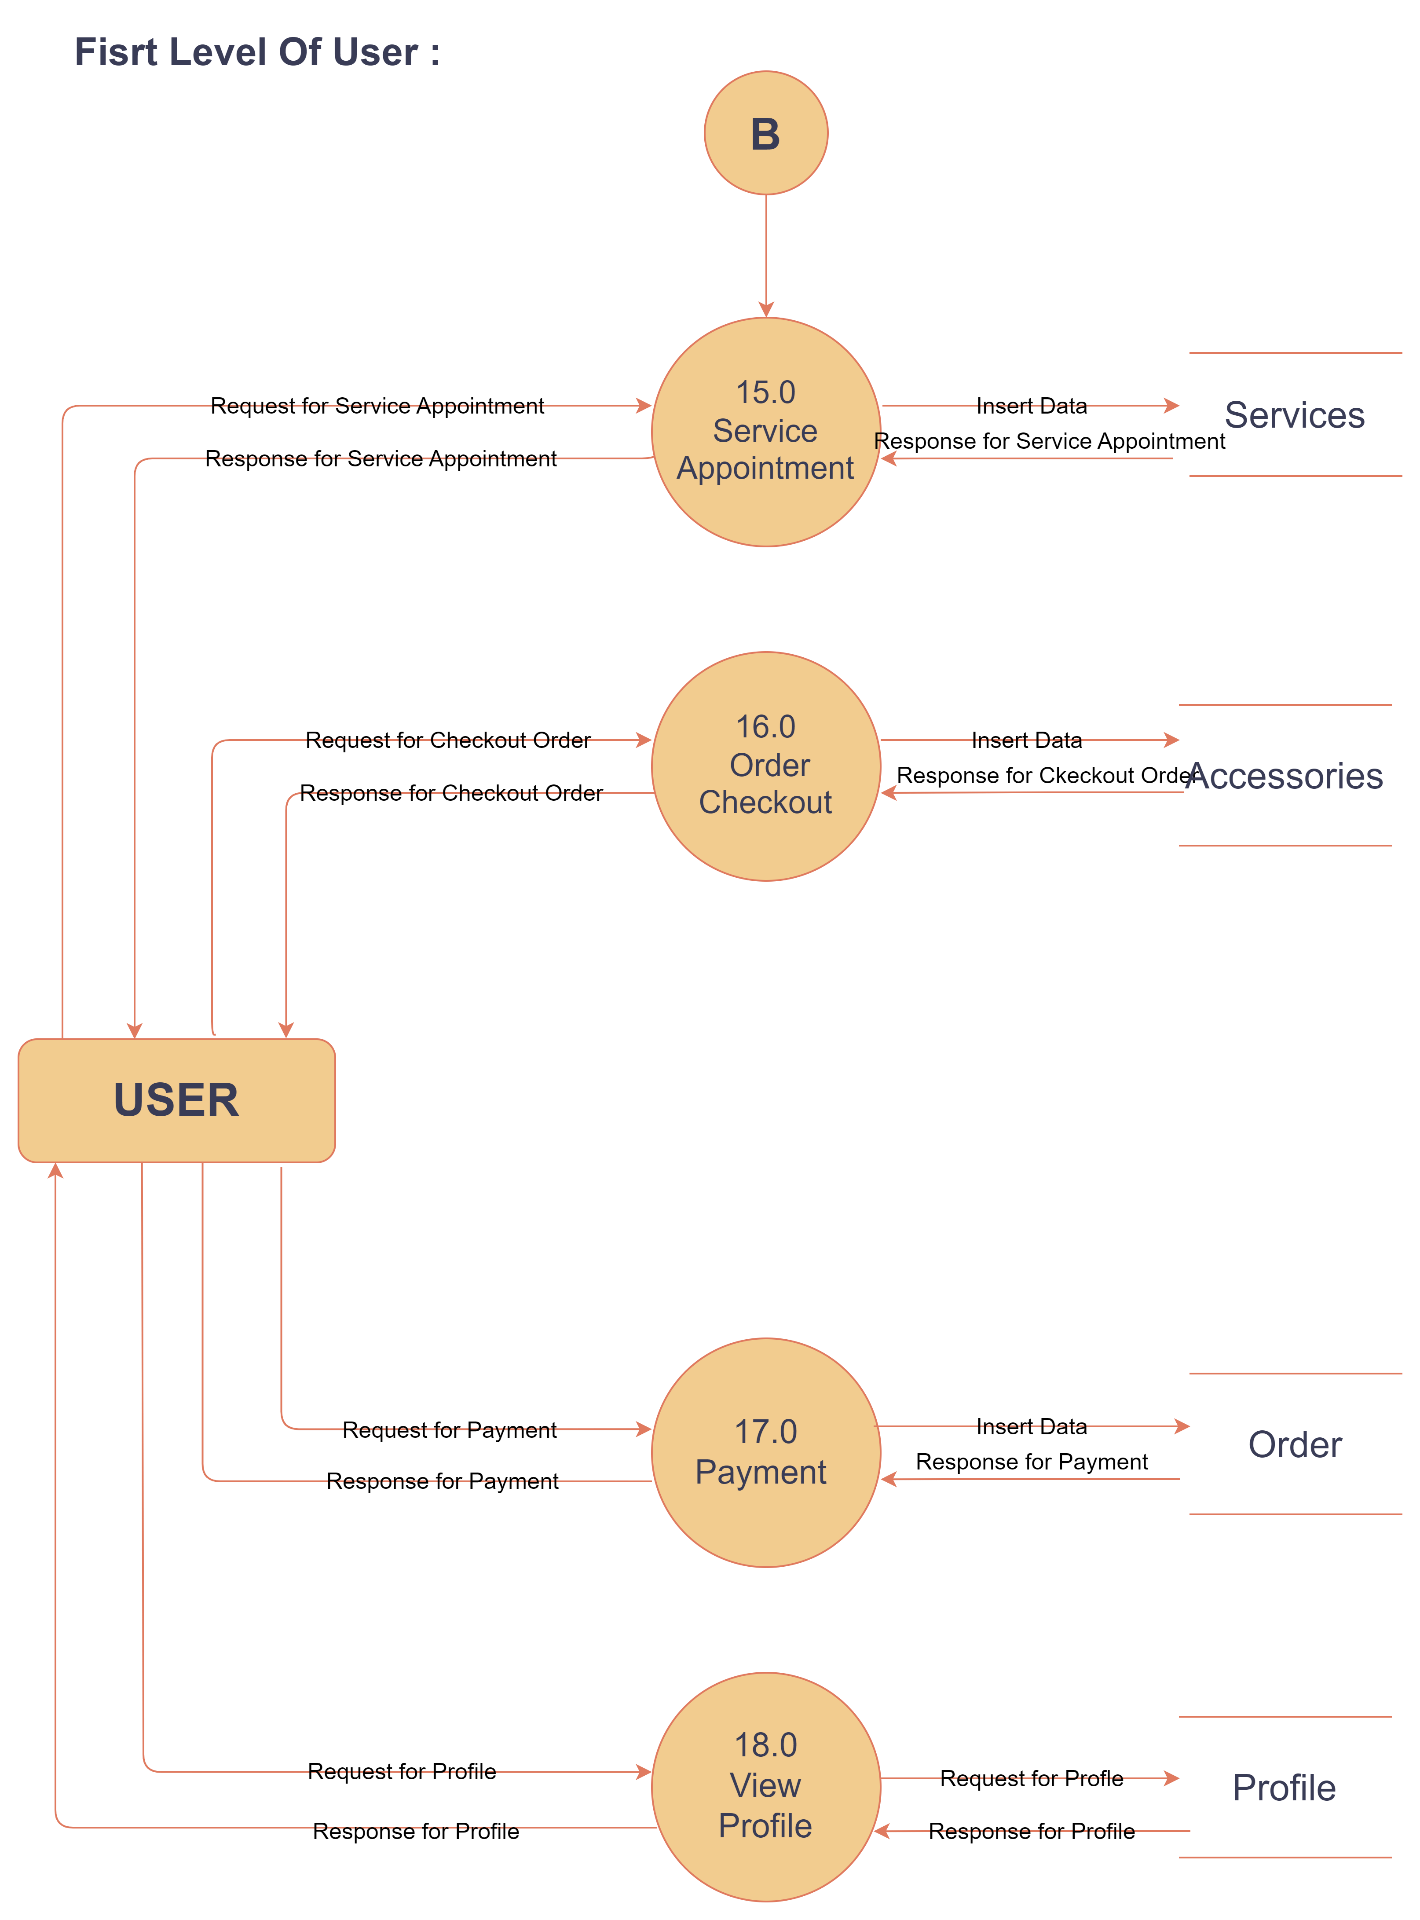 Fisrt Level Of User :
B
15.0
Service
Appointment
Request for Service Appointment
Response for Service Appointment
Insert Data
Response for Service Appointment
Services
16.0
Order
Checkout
Request for Checkout Order
Response for Checkout Order
Insert Data
Response for Ckeckout Order
Accessories
USER
17.0
Payment
Request for Payment
Response for Payment
Insert Data
Response for Payment
Order
18.0
View
Profile
Request for Profile
Response for Profile
Request for Profle
Response for Profile
Profile